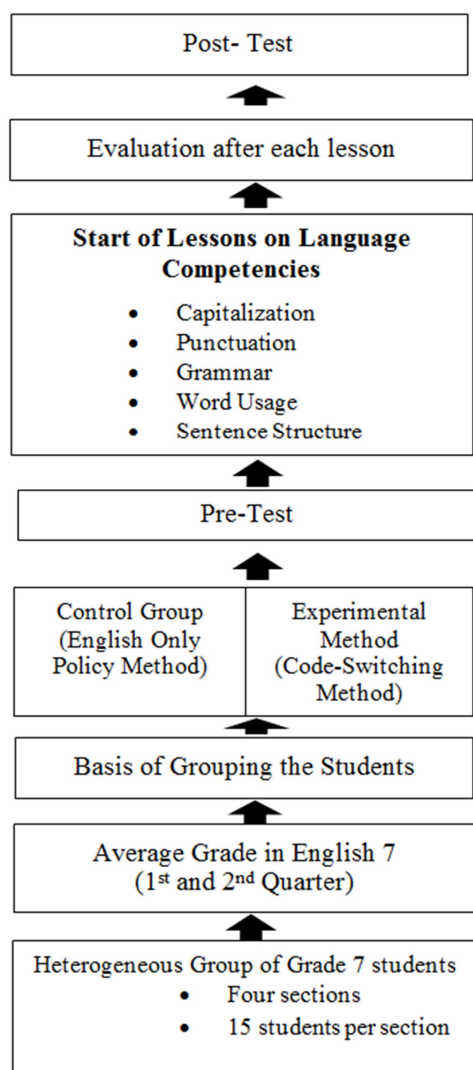 Post- Test
Evaluation after each lesson
Start of Lessons on Language
Competencies
• Capitalization
• Punctuation
• Grammar
• Word Usage
• Sentence Structure
Pre-Test
Control Group
(English Only
Policy Method)
Experimental
Method
(Code-Switching
Method)
Basis of Grouping the Students
Average Grade in English 7
(1st and 2nd Quarter)
Heterogeneous Group of Grade 7 students
• Four sections
• 15 students per section